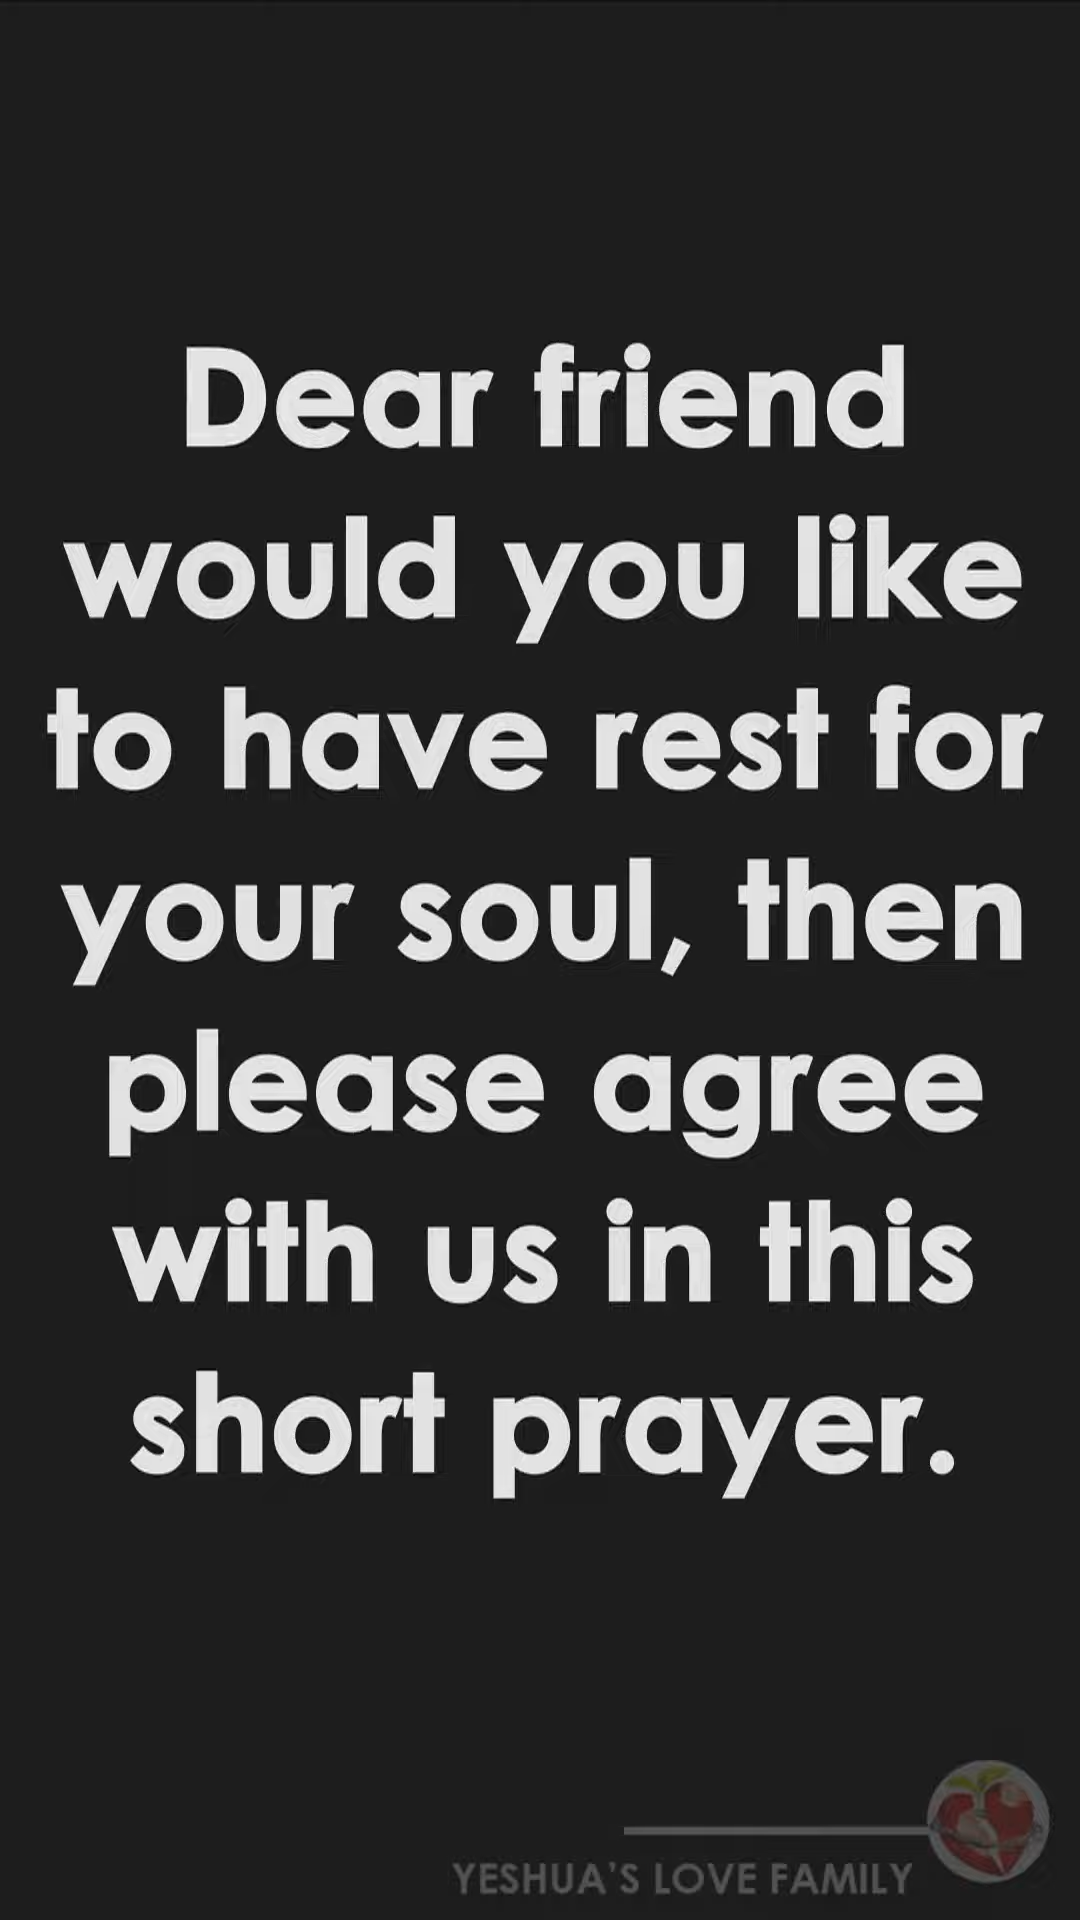 Dear friend
would you like
to have rest for
your soul, then
please agree
with us in this
short prayer.
YESHUA'S LOVE FAMILY